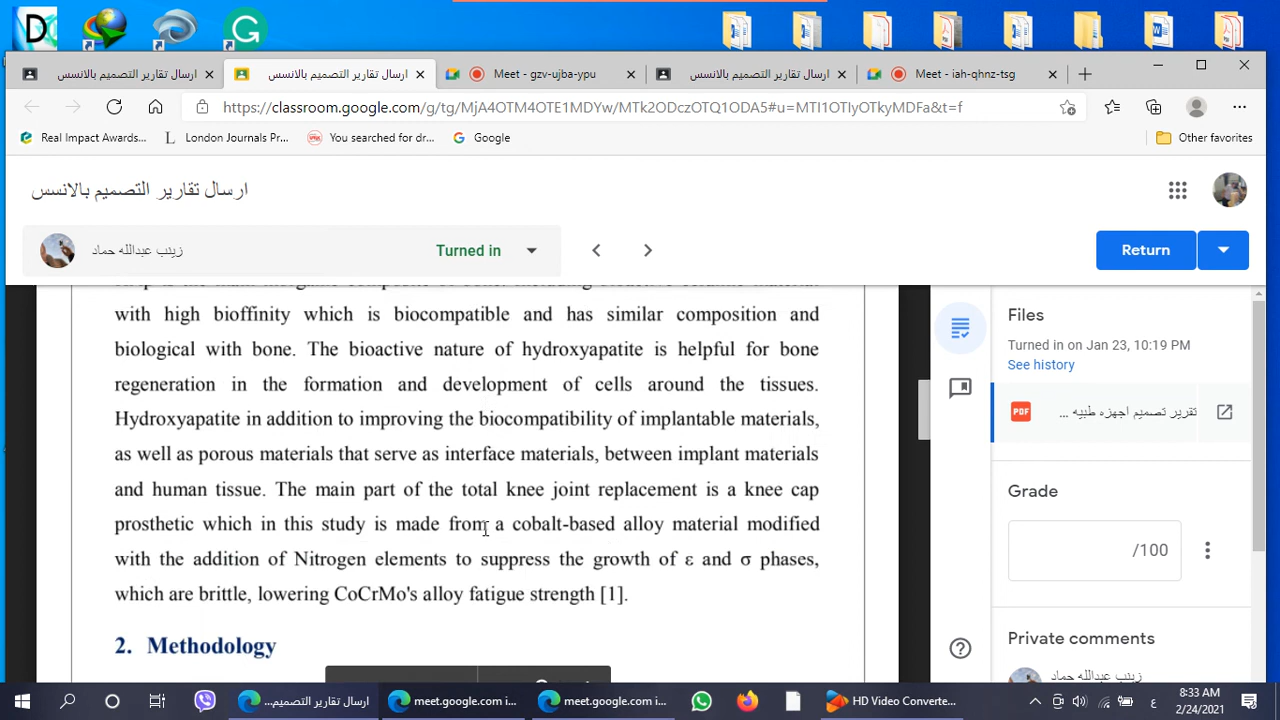 ارسال تقارير التصميم بالانسس
ارسال تقارير التصميم بالانسس
Meet - gzv-ujba-ypu
ارسال تقارير التصميم بالانسس
Meet - iah-qhnz-tsg
https://classroom.google.com/g/tg/MjA4OTM4OTE1MDYw/MTk2ODczOTQ1ODA5#u=MTI1OTIyOTkyMDFa&t=f
Real Impact Awards...
London Journals Pr...
You searched for dr...
Google
Other favorites
ارسال تقارير التصميم بالانسس
زينب عبدالله حماد
Turned in
Return
with high bioffinity which is biocompatible and has similar composition and
biological with bone. The bioactive nature of hydroxyapatite is helpful for bone
regeneration in the formation and development of cells around the tissues.
Hydroxyapatite in addition to improving the biocompatibility of implantable materials,
as well as porous materials that serve as interface materials, between implant materials
and human tissue. The main part of the total knee joint replacement is a knee cap
prosthetic which in this study is made from a cobalt-based alloy material modified
with the addition of Nitrogen elements to suppress the growth of ε and σ phases,
which are brittle, lowering CoCrMo's alloy fatigue strength [1].
2. Methodology
Files
Turned in on Jan 23, 10:19 PM
See history
PDF
تقرير تصميم اجهزه طبيه ...
Grade
/100
Private comments
زينب عبدالله حماد
ارسال تقارير التصميم...
meet.google.com i...
meet.google.com i...
HD Video Converte...
ع
8:33 AM
2/24/2021